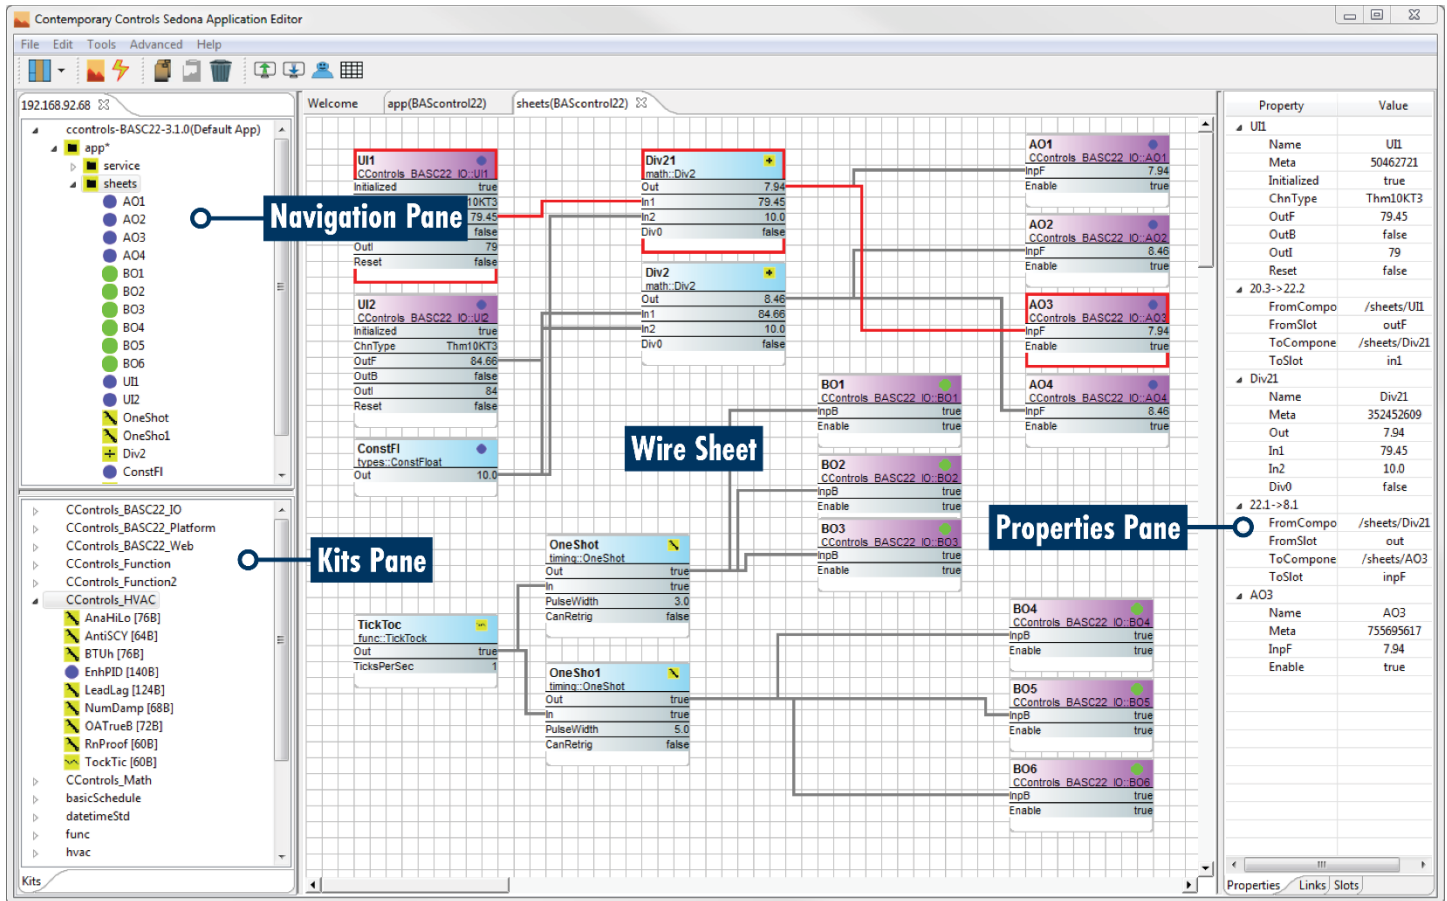 Contemporary Controls Sedona Application Editor
File Edit Tools Advanced Help
192.168.92.68
ccontrols-BASC22-3.1.0(Default App)
app*
service
sheets
AO1
AO2
AO3
AO4
BO1
BO2
BO3
BO4
BO5
BO6
UI1
UI2
OneShot
OneSho1
Div2
ConstFl
Navigation Pane
CControls_BASC22_IO
CControls_BASC22_Platform
CControls_BASC22_Web
CControls_Function
CControls_Function2
CControls_HVAC
AnaHiLo [76B]
AntiSCY [64B]
BTUh [76B]
EnhPID [140B]
LeadLag [124B]
NumDamp [68B]
OATrueB [72B]
RnProof [60B]
TockTic [60B]
CControls_Math
basicSchedule
datetimeStd
func
hvac
Kits
Kits Pane
Welcome app(BAScontrol22) sheets(BAScontrol22)
UI1
CControls_BASC22_IO::UI1
Initialized true
10KT3
79.45
false
OutI 79
Reset false
UI2
CControls_BASC22_IO::UI2
Initialized true
ChnType Thm10KT3
OutF 84.66
OutB false
OutI 84
Reset false
ConstFl
types::ConstFloat
Out 10.0
TickToc
func::TickTock
Out true
TicksPerSec 1
Div21
math::Div2
Out 7.94
In1 79.45
In2 10.0
Div0 false
Div2
math::Div2
Out 8.46
In1 84.66
In2 10.0
Div0 false
Wire Sheet
OneShot
timing::OneShot
Out true
In true
PulseWidth 3.0
CanRetrig false
OneSho1
timing::OneShot
Out true
In true
PulseWidth 5.0
CanRetrig false
BO1
CControls_BASC22_IO::BO1
InpB true
Enable true
BO2
CControls_BASC22_IO::BO2
InpB true
Enable true
BO3
CControls_BASC22_IO::BO3
InpB true
Enable true
AO1
CControls_BASC22_IO::AO1
InpF 7.94
Enable true
AO2
CControls_BASC22_IO::AO2
InpF 8.46
Enable true
AO3
CControls_BASC22_IO::AO3
InpF 7.94
Enable true
AO4
CControls_BASC22_IO::AO4
InpF 8.46
Enable true
BO4
CControls_BASC22_IO::BO4
InpB true
Enable true
BO5
CControls_BASC22_IO::BO5
InpB true
Enable true
BO6
CControls_BASC22_IO::BO6
InpB true
Enable true
Properties Pane
Property Value
UI1
Name UI1
Meta 50462721
Initialized true
ChnType Thm10KT3
OutF 79.45
OutB false
OutI 79
Reset false
20.3->22.2
FromCompo /sheets/UI1
FromSlot outF
ToCompone /sheets/Div21
ToSlot in1
Div21
Name Div21
Meta 352452609
Out 7.94
In1 79.45
In2 10.0
Div0 false
22.1->8.1
FromCompo /sheets/Div21
FromSlot out
ToCompone /sheets/AO3
ToSlot inpF
AO3
Name AO3
Meta 755695617
InpF 7.94
Enable true
Properties Links Slots